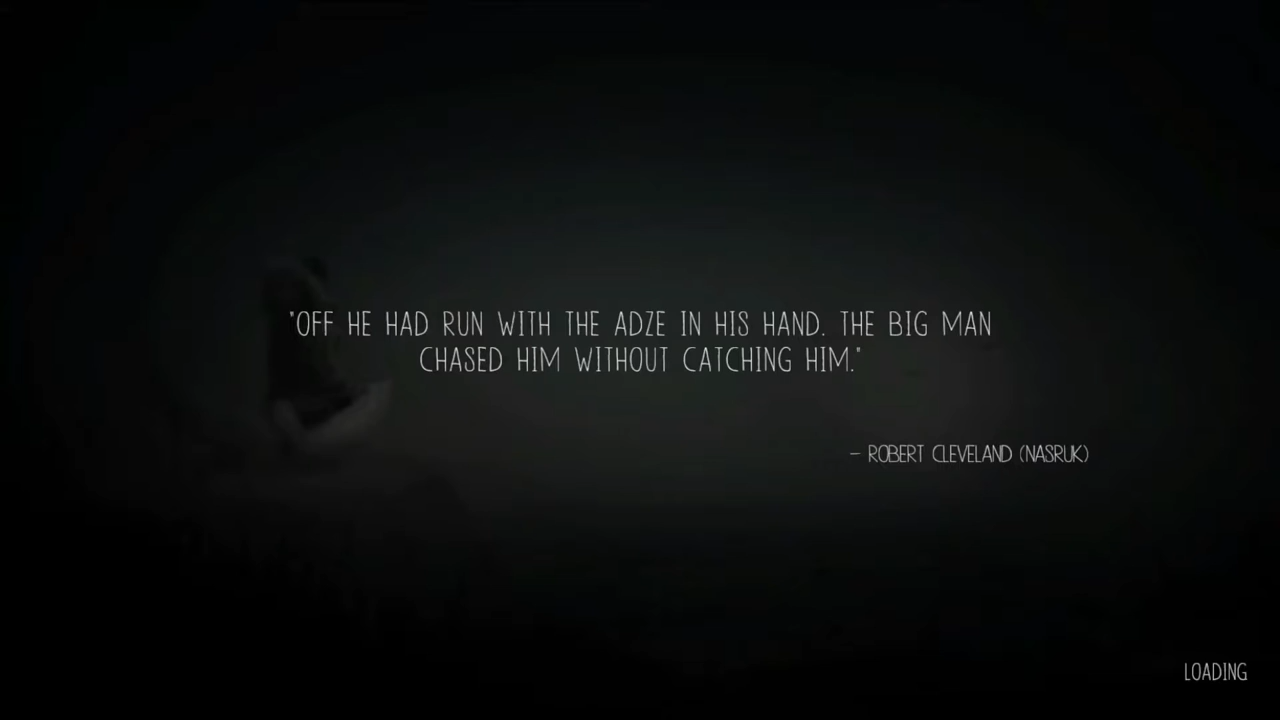 "OFF HE HAD RUN WITH THE ADZE IN HIS HAND. THE BIG MAN
CHASED HIM WITHOUT CATCHING HIM."
– ROBERT CLEVELAND (NASRUK)
LOADING